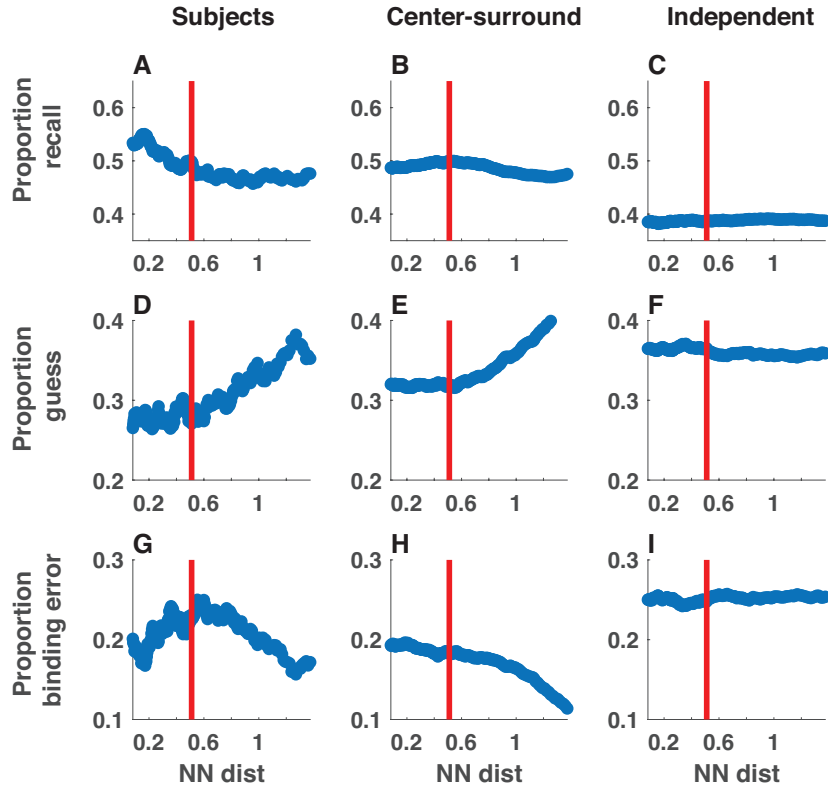 Subjects Center-surround Independent
A B C
Proportion
recall
0.6 0.6 0.6
0.5 0.5 0.5
0.4 0.4 0.4
0.2 0.6 1 0.2 0.6 1 0.2 0.6 1
D E F
Proportion
guess
0.4 0.4 0.4
0.3 0.3 0.3
0.2 0.2 0.2
0.2 0.6 1 0.2 0.6 1 0.2 0.6 1
G H I
Proportion
binding error
0.3 0.3 0.3
0.2 0.2 0.2
0.1 0.1 0.1
0.2 0.6 1 0.2 0.6 1 0.2 0.6 1
NN dist NN dist NN dist